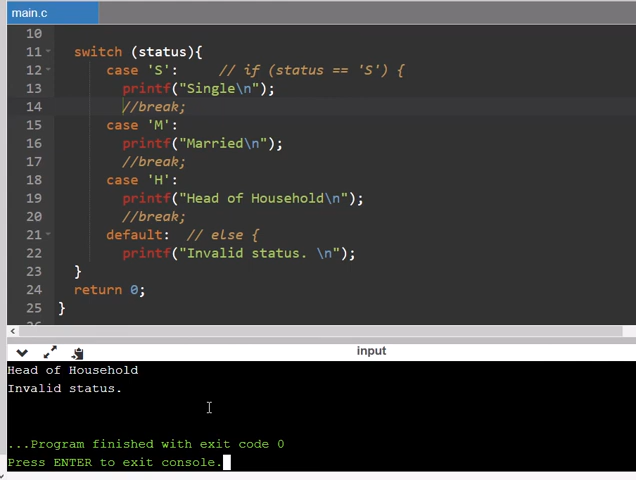 main.c
10
11 switch (status){
12 case 'S': // if (status == 'S') {
13 printf("Single\n");
14 //break;
15 case 'M':
16 printf("Married\n");
17 //break;
18 case 'H':
19 printf("Head of Household\n");
20 //break;
21 default: // else {
22 printf("Invalid status. \n");
23 }
24 return 0;
25 }
input
Head of Household
Invalid status.
...Program finished with exit code 0
Press ENTER to exit console.